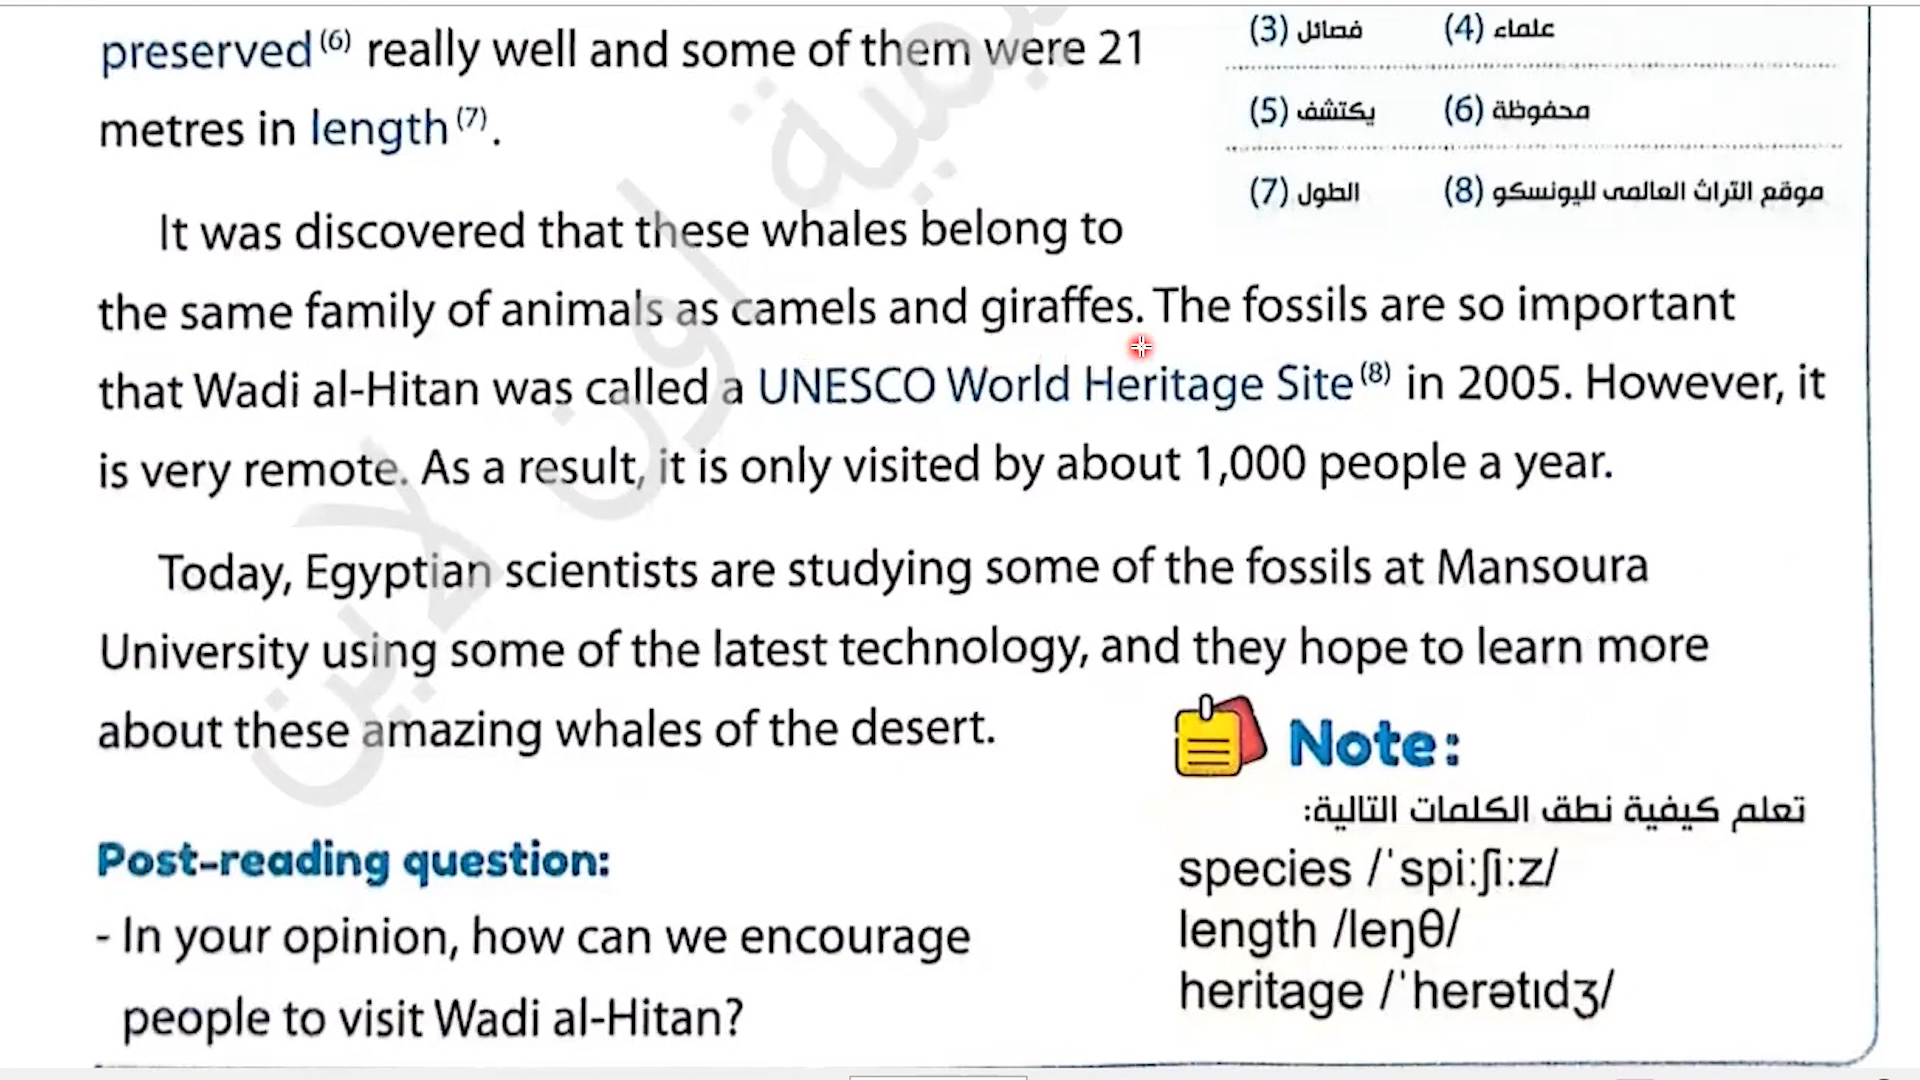 preserved(6) really well and some of them were 21
metres in length(7).
(3) فصائل (4) علماء
(5) يكتشف (6) محفوظة
(7) الطول (8) موقع التراث العالمى لليونسكو
It was discovered that these whales belong to
the same family of animals as camels and giraffes. The fossils are so important
that Wadi al-Hitan was called a UNESCO World Heritage Site(8) in 2005. However, it
is very remote. As a result, it is only visited by about 1,000 people a year.
Today, Egyptian scientists are studying some of the fossils at Mansoura
University using some of the latest technology, and they hope to learn more
about these amazing whales of the desert.
Post-reading question:
- In your opinion, how can we encourage
people to visit Wadi al-Hitan?
Note:
تعلم كيفية نطق الكلمات التالية:
species /ˈspiːʃiːz/
length /leŋθ/
heritage /ˈherətɪdʒ/
اون لاين